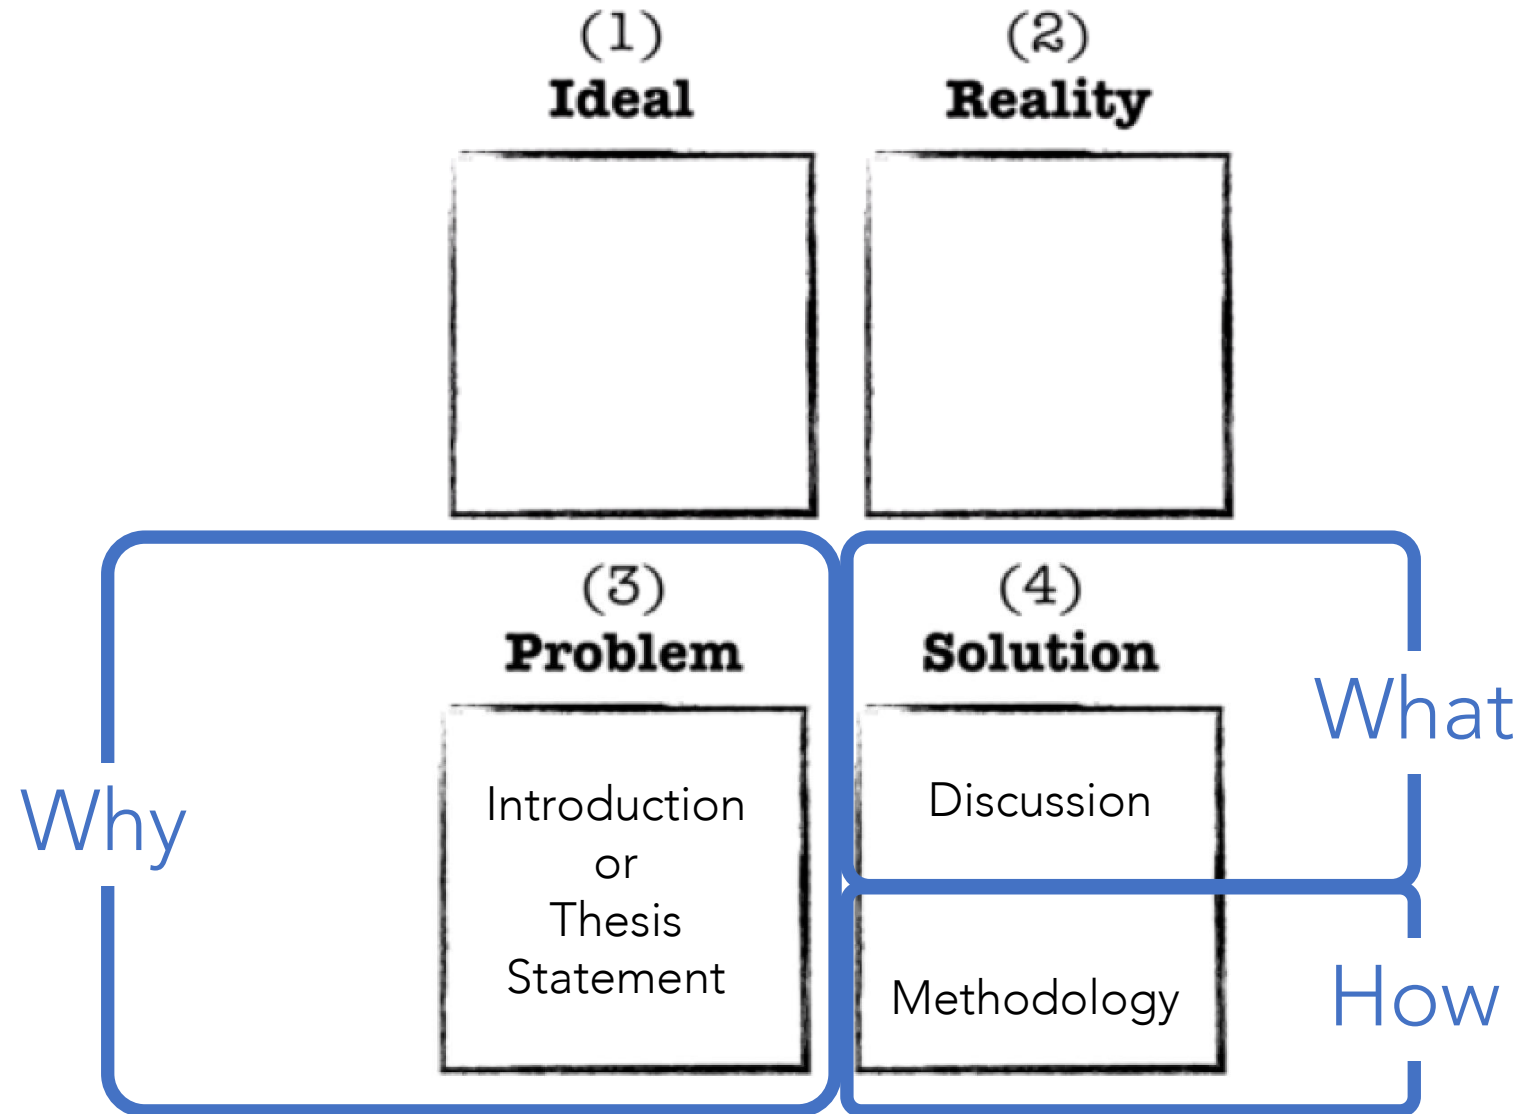 (1)
Ideal
(2)
Reality
(3)
Problem
Introduction
or
Thesis
Statement
Why
(4)
Solution
Discussion
What
Methodology
How